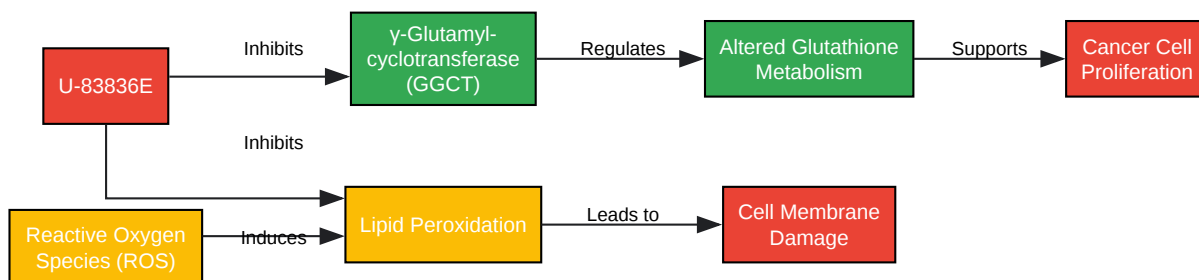 U-83836E
Inhibits
γ-Glutamyl-
cyclotransferase
(GGCT)
Regulates
Altered Glutathione
Metabolism
Supports
Cancer Cell
Proliferation
Inhibits
Reactive Oxygen
Species (ROS)
Induces
Lipid Peroxidation
Leads to
Cell Membrane
Damage